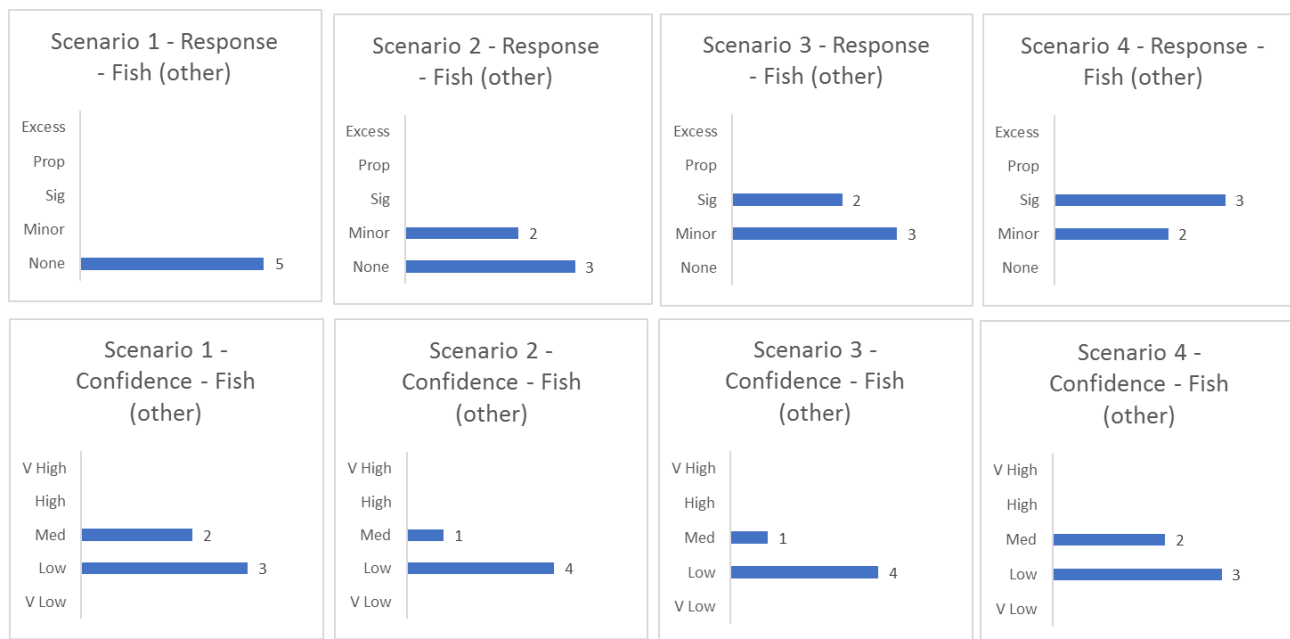 Scenario 1 - Response
- Fish (other)
Excess
Prop
Sig
Minor
None 5
Scenario 2 - Response
- Fish (other)
Excess
Prop
Sig
Minor 2
None 3
Scenario 3 - Response
- Fish (other)
Excess
Prop
Sig 2
Minor 3
None
Scenario 4 - Response -
Fish (other)
Excess
Prop
Sig 3
Minor 2
None
Scenario 1 -
Confidence - Fish
(other)
V High
High
Med 2
Low 3
V Low
Scenario 2 -
Confidence - Fish
(other)
V High
High
Med 1
Low 4
V Low
Scenario 3 -
Confidence - Fish
(other)
V High
High
Med 1
Low 4
V Low
Scenario 4 -
Confidence - Fish
(other)
V High
High
Med 2
Low 3
V Low